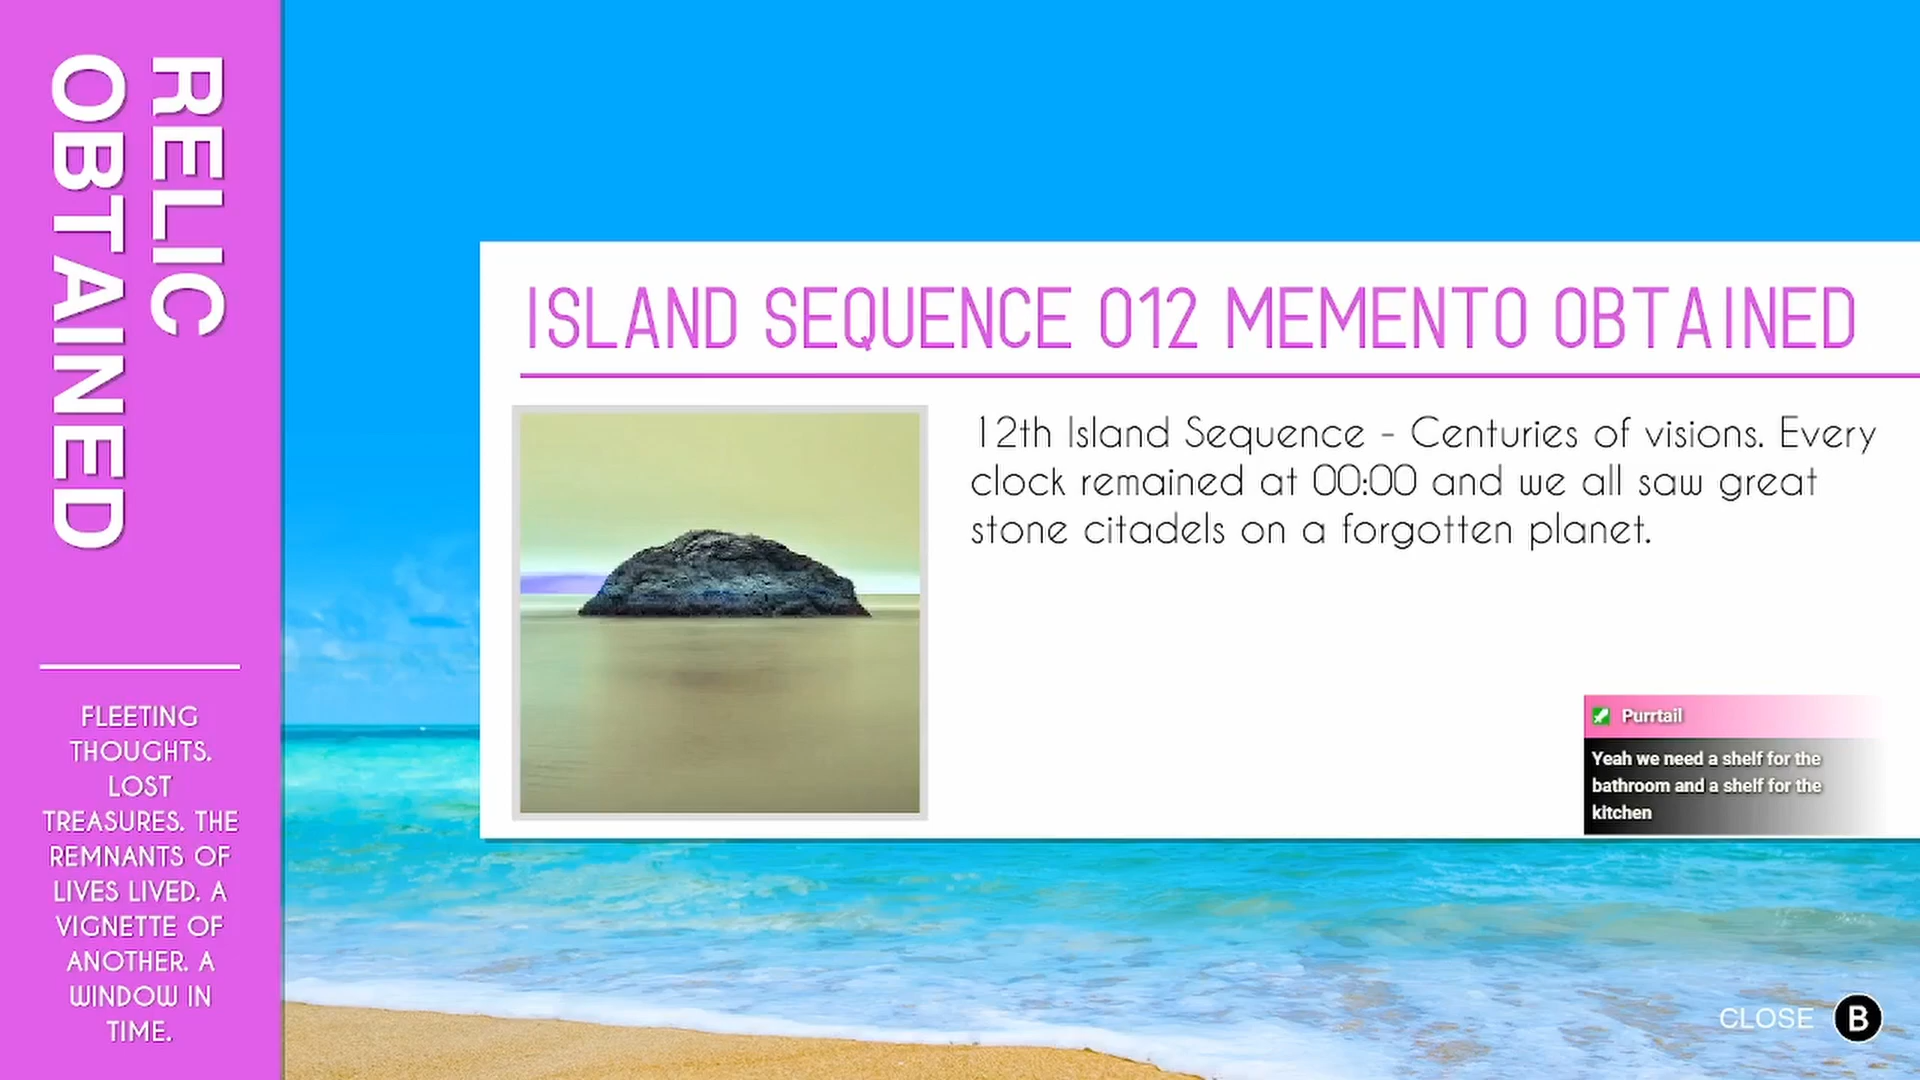 RELIC
OBTAINED
FLEETING
THOUGHTS.
LOST
TREASURES. THE
REMNANTS OF
LIVES LIVED. A
VIGNETTE OF
ANOTHER. A
WINDOW IN
TIME.
ISLAND SEQUENCE 012 MEMENTO OBTAINED
12th Island Sequence - Centuries of visions. Every
clock remained at 00:00 and we all saw great
stone citadels on a forgotten planet.
Purrtail
Yeah we need a shelf for the
bathroom and a shelf for the
kitchen
CLOSE B